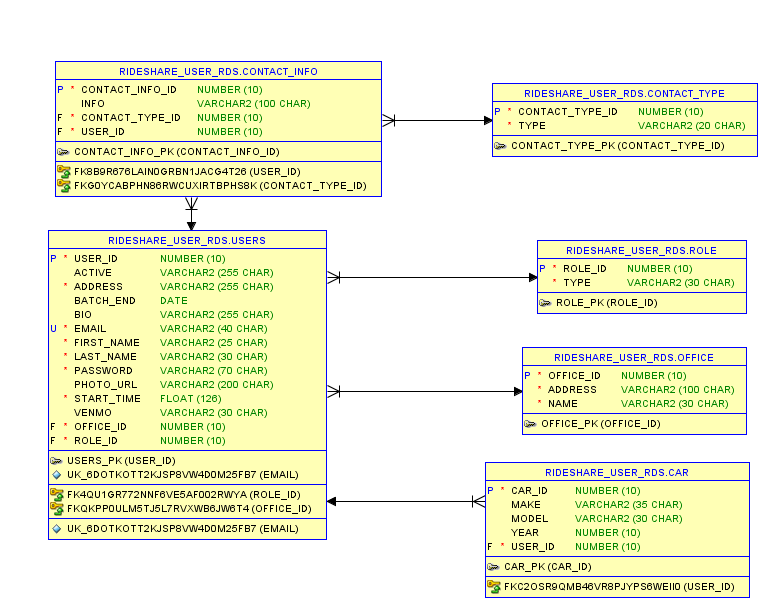 RIDESHARE_USER_RDS.CONTACT_INFO
P * CONTACT_INFO_ID NUMBER (10)
INFO VARCHAR2 (100 CHAR)
F * CONTACT_TYPE_ID NUMBER (10)
F * USER_ID NUMBER (10)
CONTACT_INFO_PK (CONTACT_INFO_ID)
FK8B9R676LAIN0GRBN1JACG4T26 (USER_ID)
FKG0YCABPHN86RWCUXIRTBPHS8K (CONTACT_TYPE_ID)
RIDESHARE_USER_RDS.CONTACT_TYPE
P * CONTACT_TYPE_ID NUMBER (10)
* TYPE VARCHAR2 (20 CHAR)
CONTACT_TYPE_PK (CONTACT_TYPE_ID)
RIDESHARE_USER_RDS.USERS
P * USER_ID NUMBER (10)
ACTIVE VARCHAR2 (255 CHAR)
* ADDRESS VARCHAR2 (255 CHAR)
BATCH_END DATE
BIO VARCHAR2 (255 CHAR)
U * EMAIL VARCHAR2 (40 CHAR)
* FIRST_NAME VARCHAR2 (25 CHAR)
* LAST_NAME VARCHAR2 (30 CHAR)
* PASSWORD VARCHAR2 (70 CHAR)
PHOTO_URL VARCHAR2 (200 CHAR)
* START_TIME FLOAT (126)
VENMO VARCHAR2 (30 CHAR)
F * OFFICE_ID NUMBER (10)
F * ROLE_ID NUMBER (10)
USERS_PK (USER_ID)
UK_6DOTKOTT2KJSP8VW4D0M25FB7 (EMAIL)
FK4QU1GR772NNF6VE5AF002RWYA (ROLE_ID)
FKQKPP0ULM5TJ5L7RVXWB6JW6T4 (OFFICE_ID)
UK_6DOTKOTT2KJSP8VW4D0M25FB7 (EMAIL)
RIDESHARE_USER_RDS.ROLE
P * ROLE_ID NUMBER (10)
* TYPE VARCHAR2 (30 CHAR)
ROLE_PK (ROLE_ID)
RIDESHARE_USER_RDS.OFFICE
P * OFFICE_ID NUMBER (10)
* ADDRESS VARCHAR2 (100 CHAR)
* NAME VARCHAR2 (30 CHAR)
OFFICE_PK (OFFICE_ID)
RIDESHARE_USER_RDS.CAR
P * CAR_ID NUMBER (10)
MAKE VARCHAR2 (35 CHAR)
MODEL VARCHAR2 (30 CHAR)
YEAR NUMBER (10)
F * USER_ID NUMBER (10)
CAR_PK (CAR_ID)
FKC2OSR9QMB46VR8PJYPS6WEII0 (USER_ID)